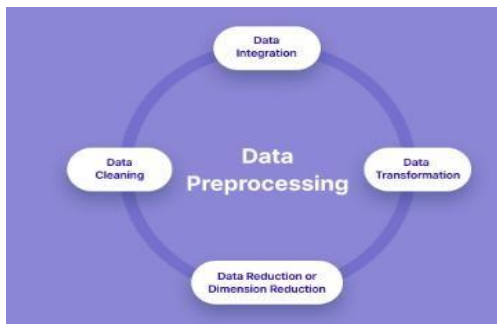 Data
Integration
Data
Cleaning
Data
Preprocessing
Data
Transformation
Data Reduction or
Dimension Reduction